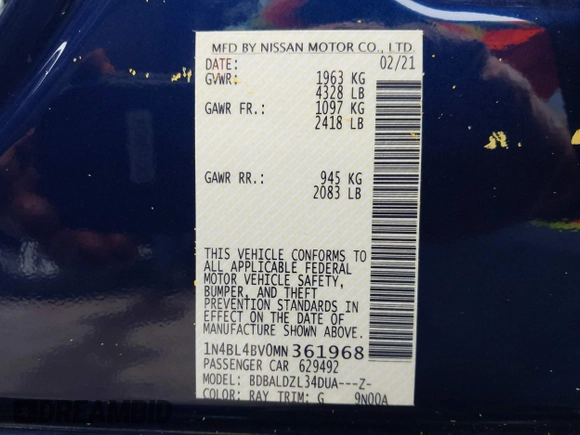 MFD BY NISSAN MOTOR CO., LTD.
DATE: 02/21
GVWR: 1963 KG
4328 LB
GAWR FR.: 1097 KG
2418 LB
GAWR RR.: 945 KG
2083 LB
THIS VEHICLE CONFORMS TO
ALL APPLICABLE FEDERAL
MOTOR VEHICLE SAFETY,
BUMPER, AND THEFT
PREVENTION STANDARDS IN
EFFECT ON THE DATE OF
MANUFACTURE SHOWN ABOVE.
1N4BL4BV0MN361968
PASSENGER CAR 629492
MODEL: BDBALDZL34DUA---Z-
COLOR: RAY TRIM: G 9N00A
DREAMBID